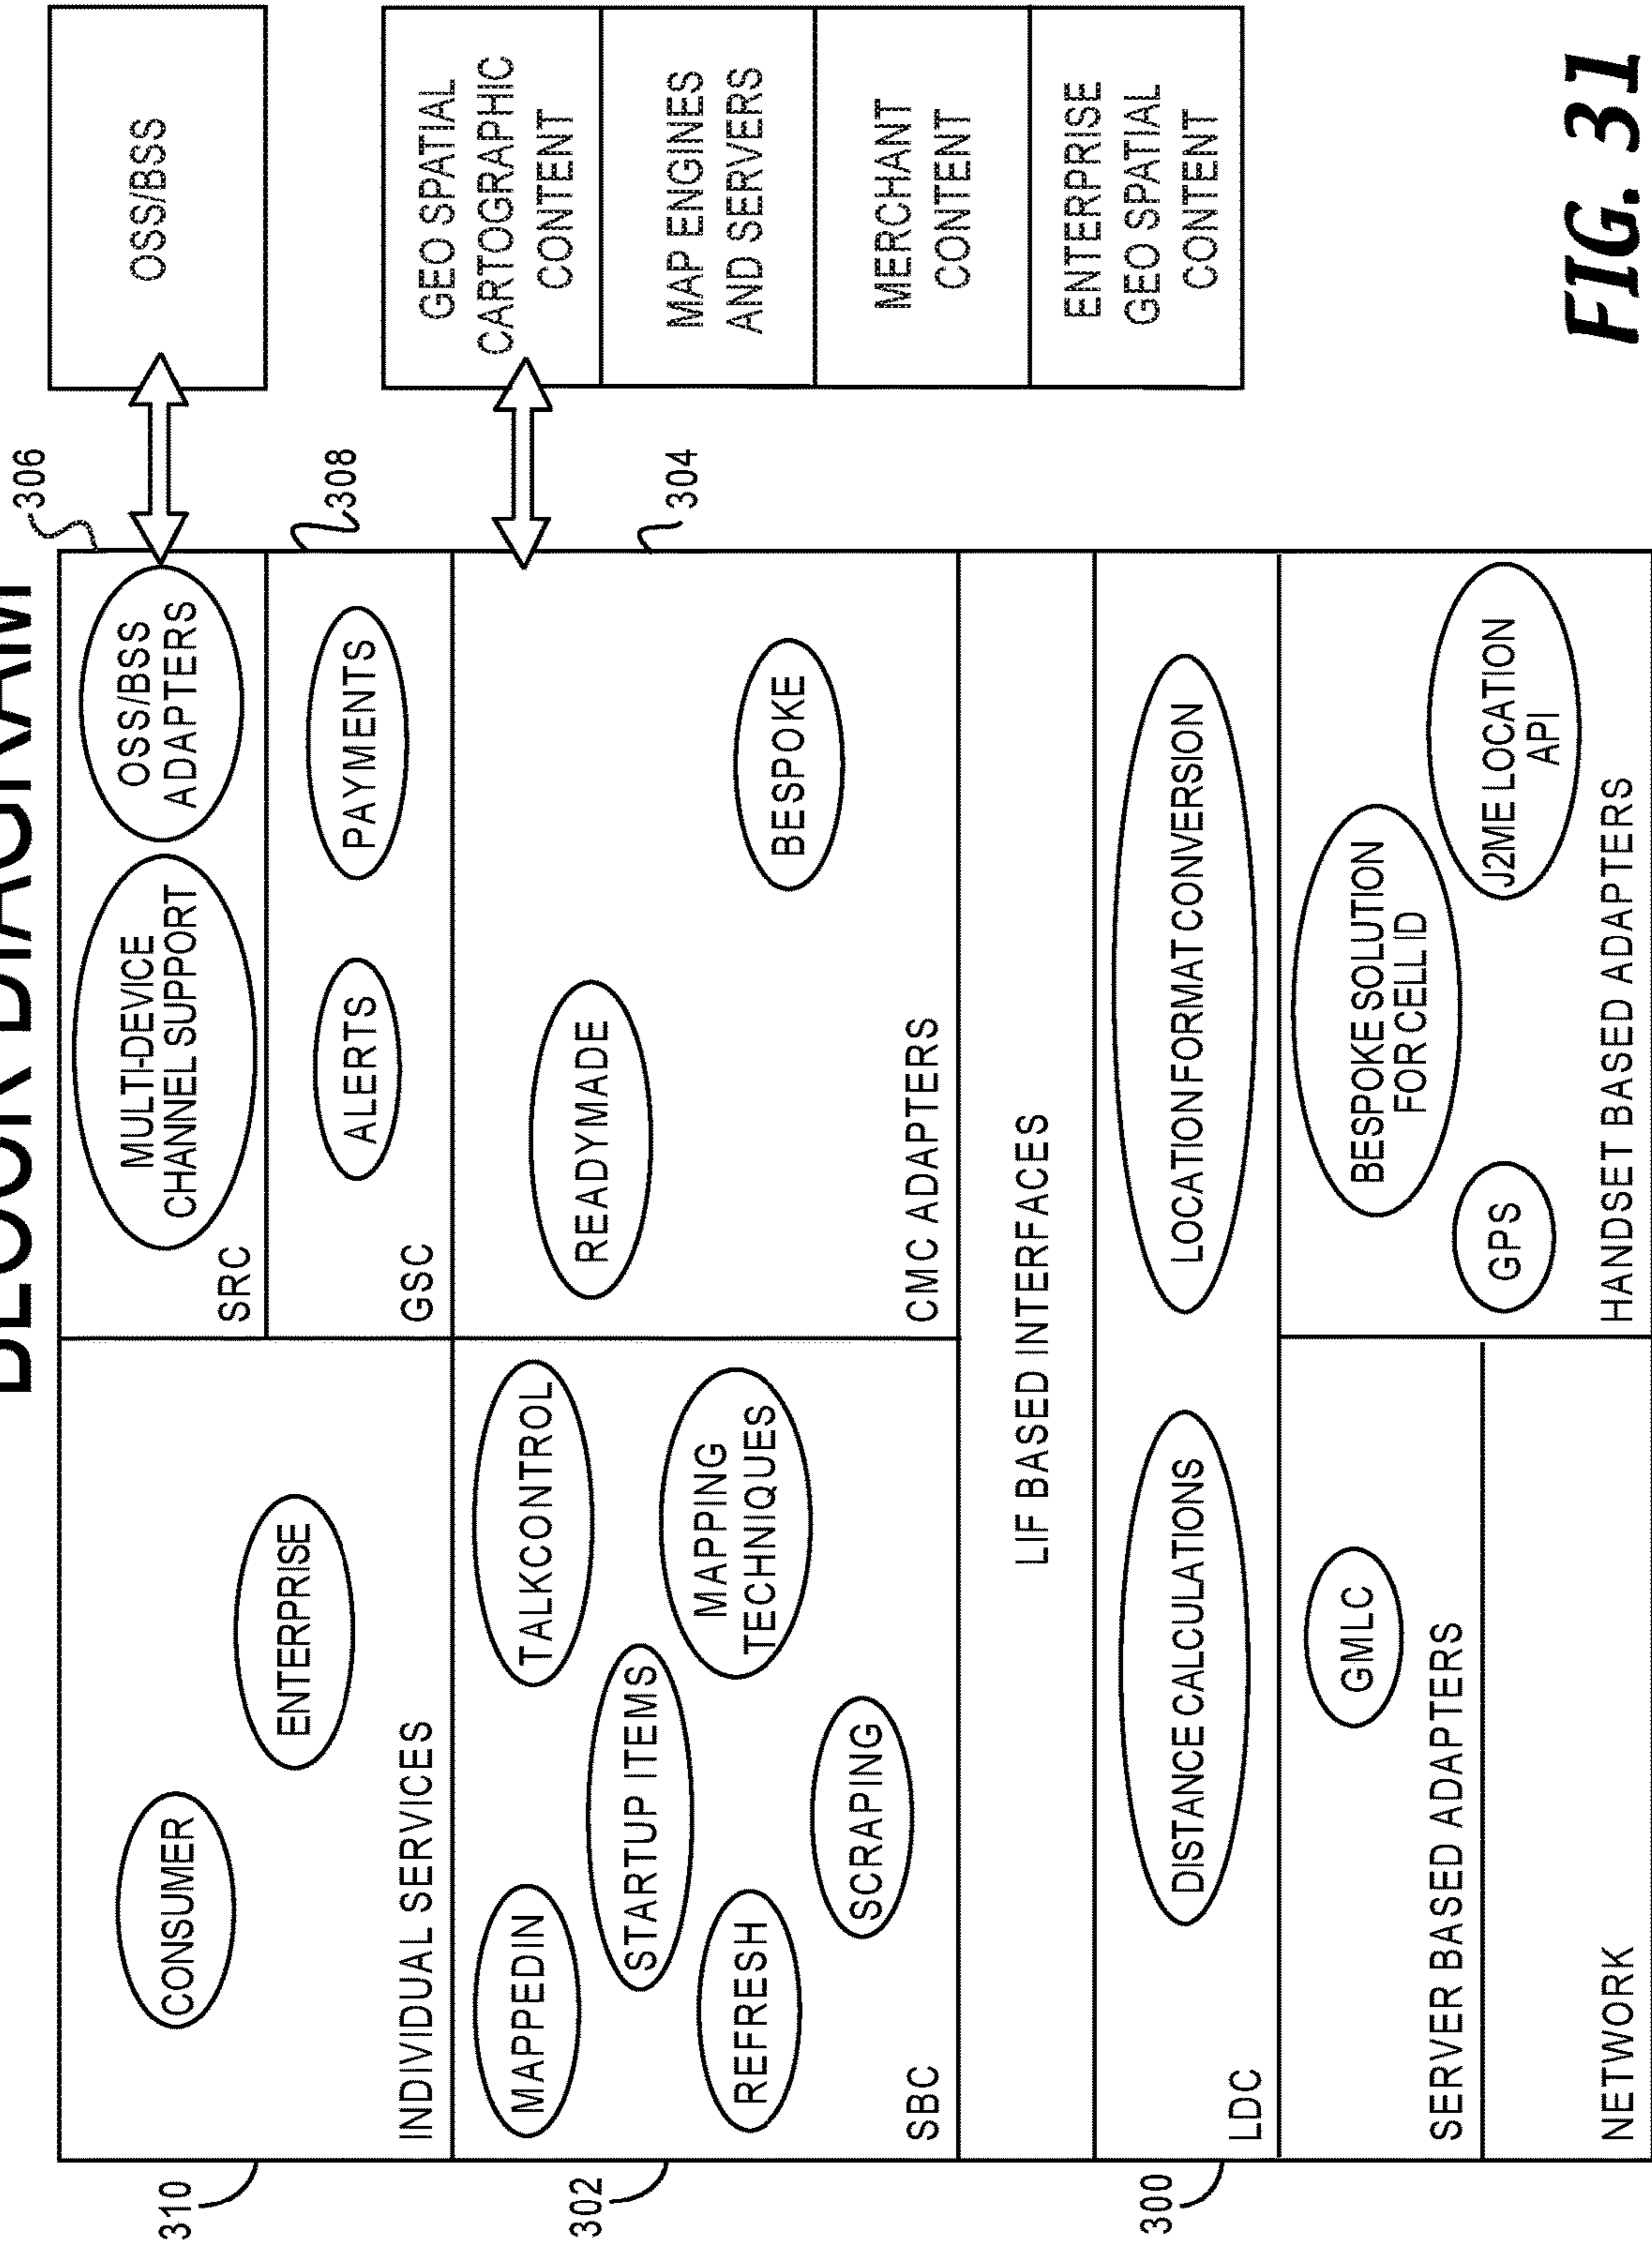 BLOCK DIAGRAM
306
OSS/BSS
MULTI-DEVICE
CHANNEL SUPPORT
OSS/BSS
ADAPTERS
SRC
308
ALERTS
PAYMENTS
GSC
310
CONSUMER
ENTERPRISE
INDIVIDUAL SERVICES
GEO SPATIAL
CARTOGRAPHIC
CONTENT
MAP ENGINES
AND SERVERS
MERCHANT
CONTENT
ENTERPRISE
GEO SPATIAL
CONTENT
302
MAPPEDIN
TALKCONTROL
STARTUP ITEMS
MAPPING
TECHNIQUES
REFRESH
SCRAPING
SBC
304
READYMADE
BESPOKE
CMC ADAPTERS
LIF BASED INTERFACES
300
DISTANCE CALCULATIONS
LOCATION FORMAT CONVERSION
LDC
GMLC
SERVER BASED ADAPTERS
NETWORK
BESPOKE SOLUTION
FOR CELL ID
GPS
J2ME LOCATION
API
HANDSET BASED ADAPTERS
FIG. 31